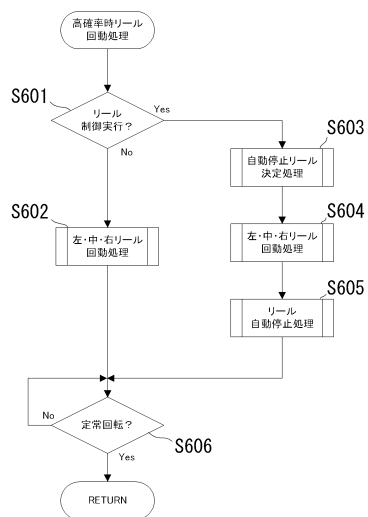 高確率時リール
回動処理
S601
リール
制御実行？
Yes
No
S603
自動停止リール
決定処理
S602
左・中・右リール
回動処理
S604
左・中・右リール
回動処理
S605
リール
自動停止処理
No
定常回転？
S606
Yes
RETURN